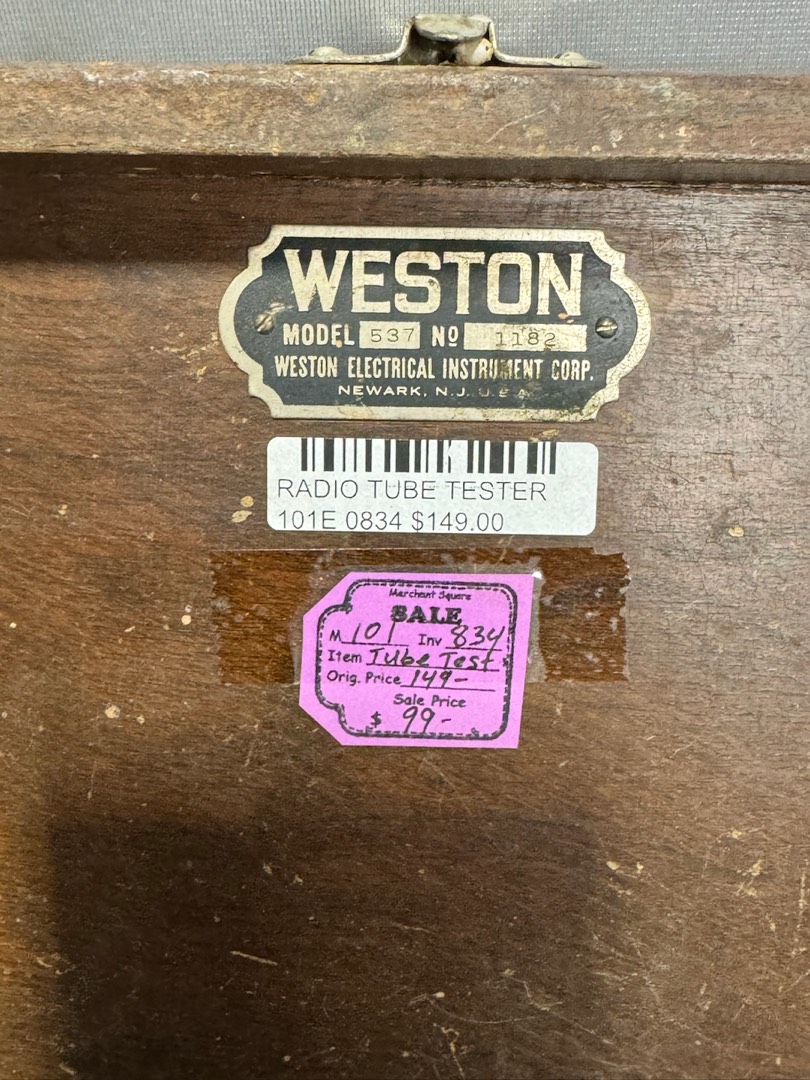 WESTON
MODEL 537 Nº 1182
WESTON ELECTRICAL INSTRUMENT CORP.
NEWARK, N.J. U.S.A.
RADIO TUBE TESTER
101E 0834 $149.00
Merchant Square
SALE
M 101 Inv 834
Item Tube Test
Orig. Price 149-
Sale Price
$ 99-